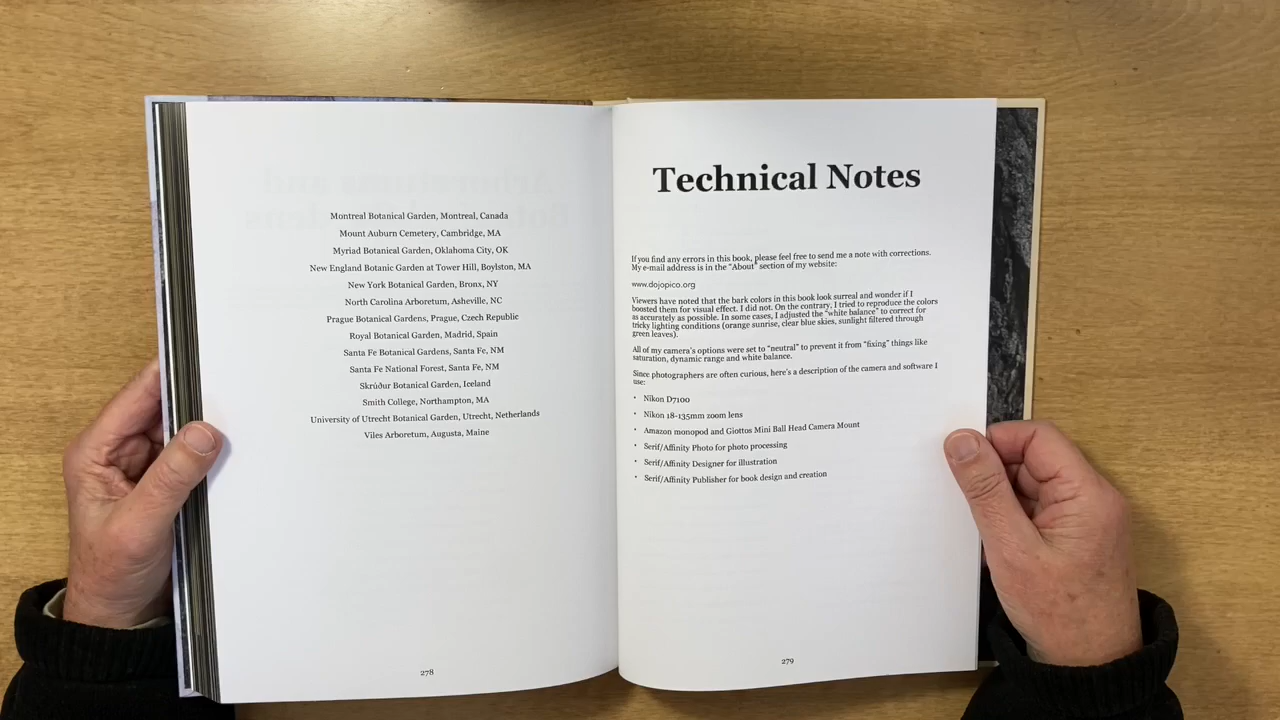 Montreal Botanical Garden, Montreal, Canada
Mount Auburn Cemetery, Cambridge, MA
Myriad Botanical Garden, Oklahoma City, OK
New England Botanic Garden at Tower Hill, Boylston, MA
New York Botanical Garden, Bronx, NY
North Carolina Arboretum, Asheville, NC
Prague Botanical Gardens, Prague, Czech Republic
Royal Botanical Garden, Madrid, Spain
Santa Fe Botanical Gardens, Santa Fe, NM
Santa Fe National Forest, Santa Fe, NM
Skrúður Botanical Garden, Iceland
Smith College, Northampton, MA
University of Utrecht Botanical Garden, Utrecht, Netherlands
Viles Arboretum, Augusta, Maine
278
Technical Notes
If you find any errors in this book, please feel free to send me a note with corrections.
My e-mail address is in the "About" section of my website:
www.dojopico.org
Viewers have noted that the bark colors in this book look surreal and wonder if I
boosted them for visual effect. I did not. On the contrary, I tried to reproduce the colors
as accurately as possible. In some cases, I adjusted the "white balance" to correct for
tricky lighting conditions (orange sunrise, clear blue skies, sunlight filtered through
green leaves).
All of my camera's options were set to "neutral" to prevent it from "fixing" things like
saturation, dynamic range and white balance.
Since photographers are often curious, here's a description of the camera and software I
use:
• Nikon D7100
• Nikon 18-135mm zoom lens
• Amazon monopod and Giottos Mini Ball Head Camera Mount
• Serif/Affinity Photo for photo processing
• Serif/Affinity Designer for illustration
• Serif/Affinity Publisher for book design and creation
279